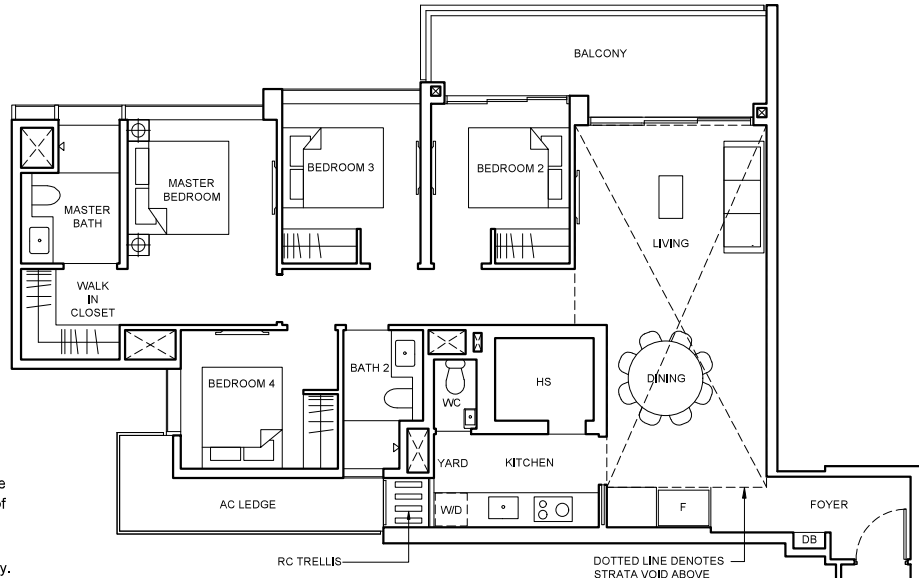 BALCONY
BEDROOM 3
BEDROOM 2
MASTER
BEDROOM
MASTER
BATH
LIVING
WALK
IN
CLOSET
BATH 2
BEDROOM 4
DINING
HS
WC
YARD
KITCHEN
e
of
AC LEDGE
W/D
F
FOYER
DB
RC TRELLIS
DOTTED LINE DENOTES
STRATA VOID ABOVE
y.